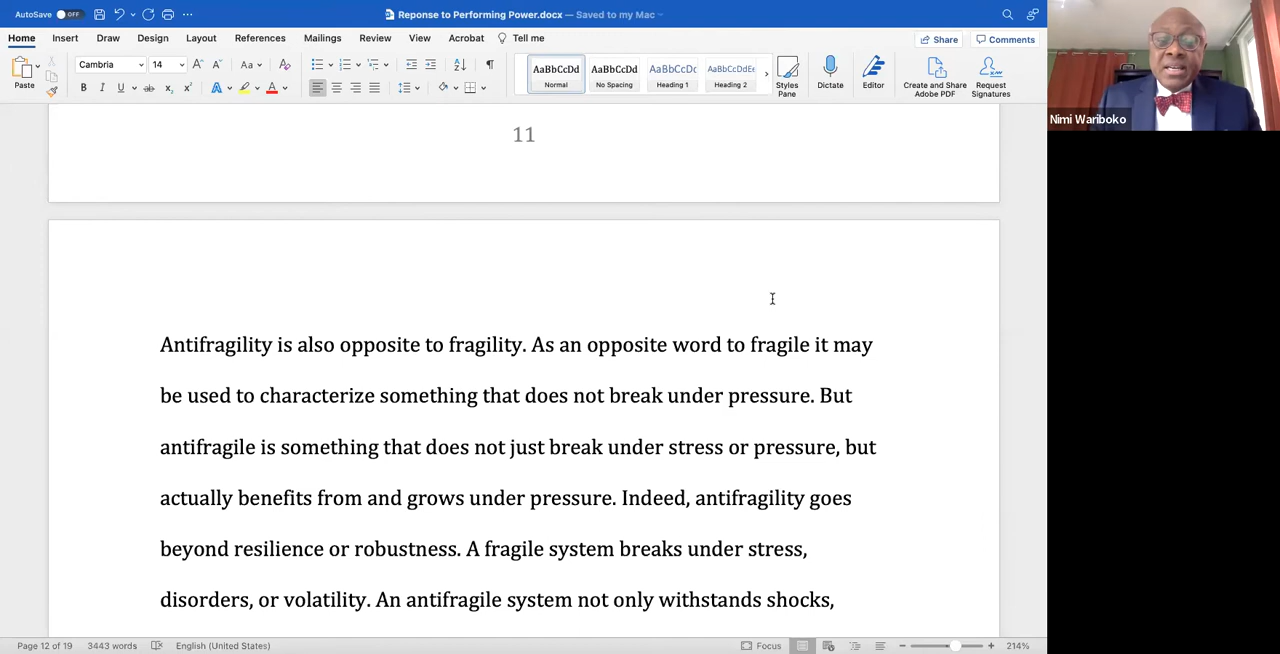 AutoSave OFF
Reponse to Performing Power.docx — Saved to my Mac
Home Insert Draw Design Layout References Mailings Review View Acrobat Tell me
Share Comments
Paste
Cambria 14
AaBbCcDd AaBbCcDd AaBbCcDc AaBbCcDdEe
Normal No Spacing Heading 1 Heading 2
Styles Pane
Dictate
Editor
Create and Share Adobe PDF
Request Signatures
Nimi Wariboko
11
Antifragility is also opposite to fragility. As an opposite word to fragile it may
be used to characterize something that does not break under pressure. But
antifragile is something that does not just break under stress or pressure, but
actually benefits from and grows under pressure. Indeed, antifragility goes
beyond resilience or robustness. A fragile system breaks under stress,
disorders, or volatility. An antifragile system not only withstands shocks,
Page 12 of 19 3443 words English (United States) Focus 214%